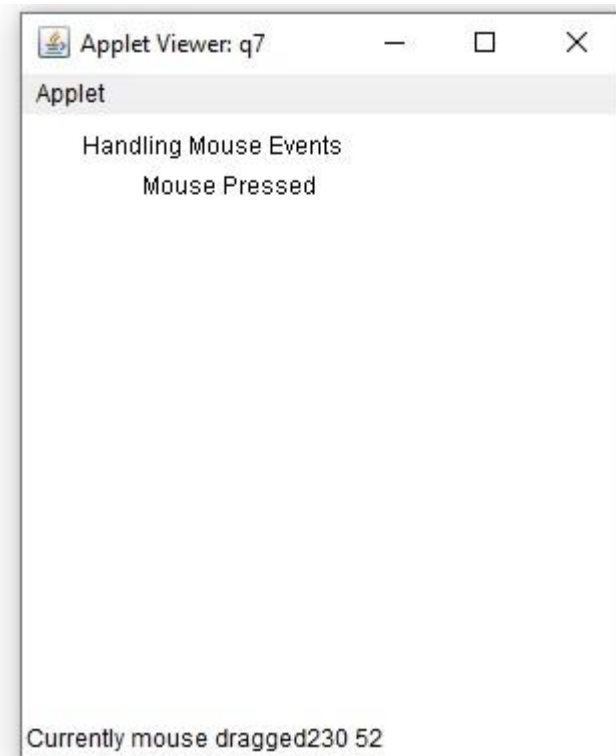 Applet Viewer: q7
Applet
Handling Mouse Events
Mouse Pressed
Currently mouse dragged230 52